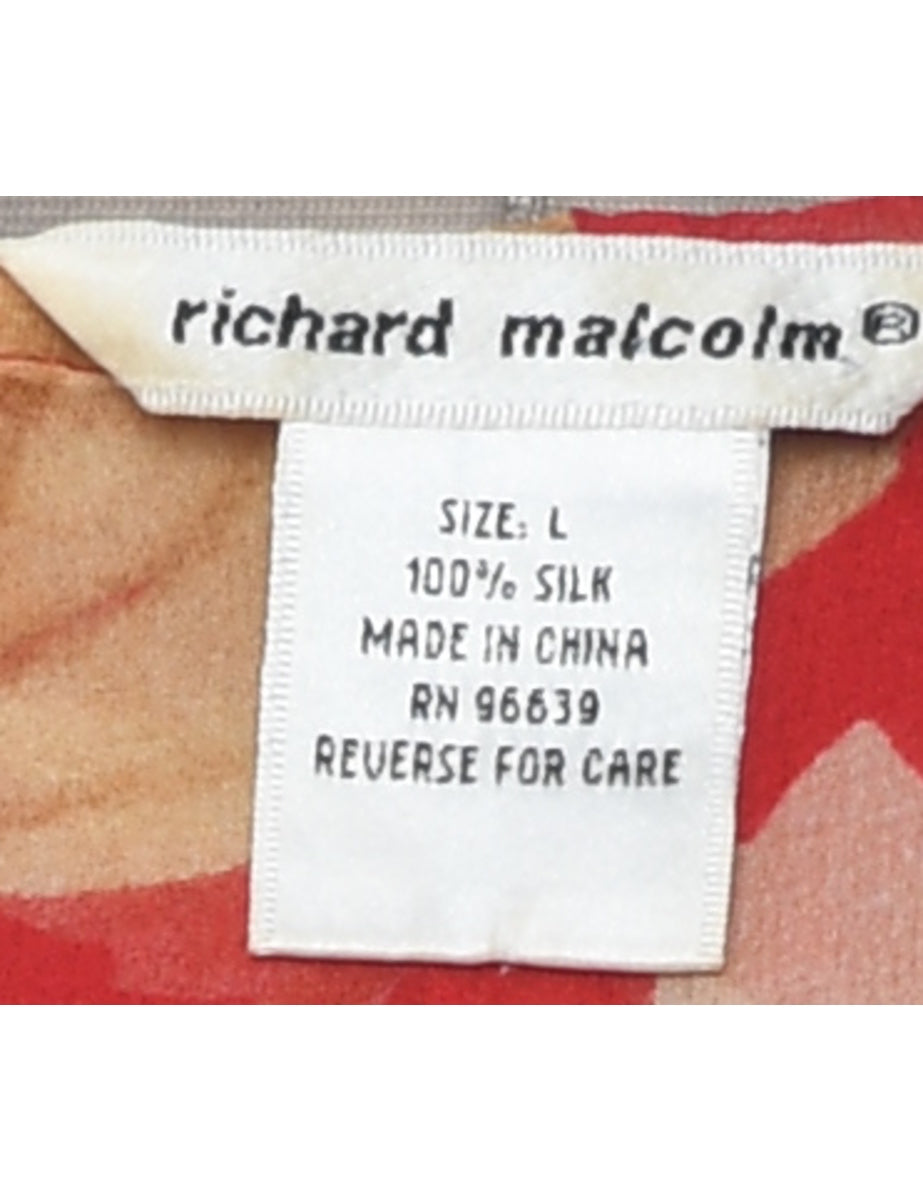 richard malcolm®
SIZE: L
100% SILK
MADE IN CHINA
RN 96639
REVERSE FOR CARE